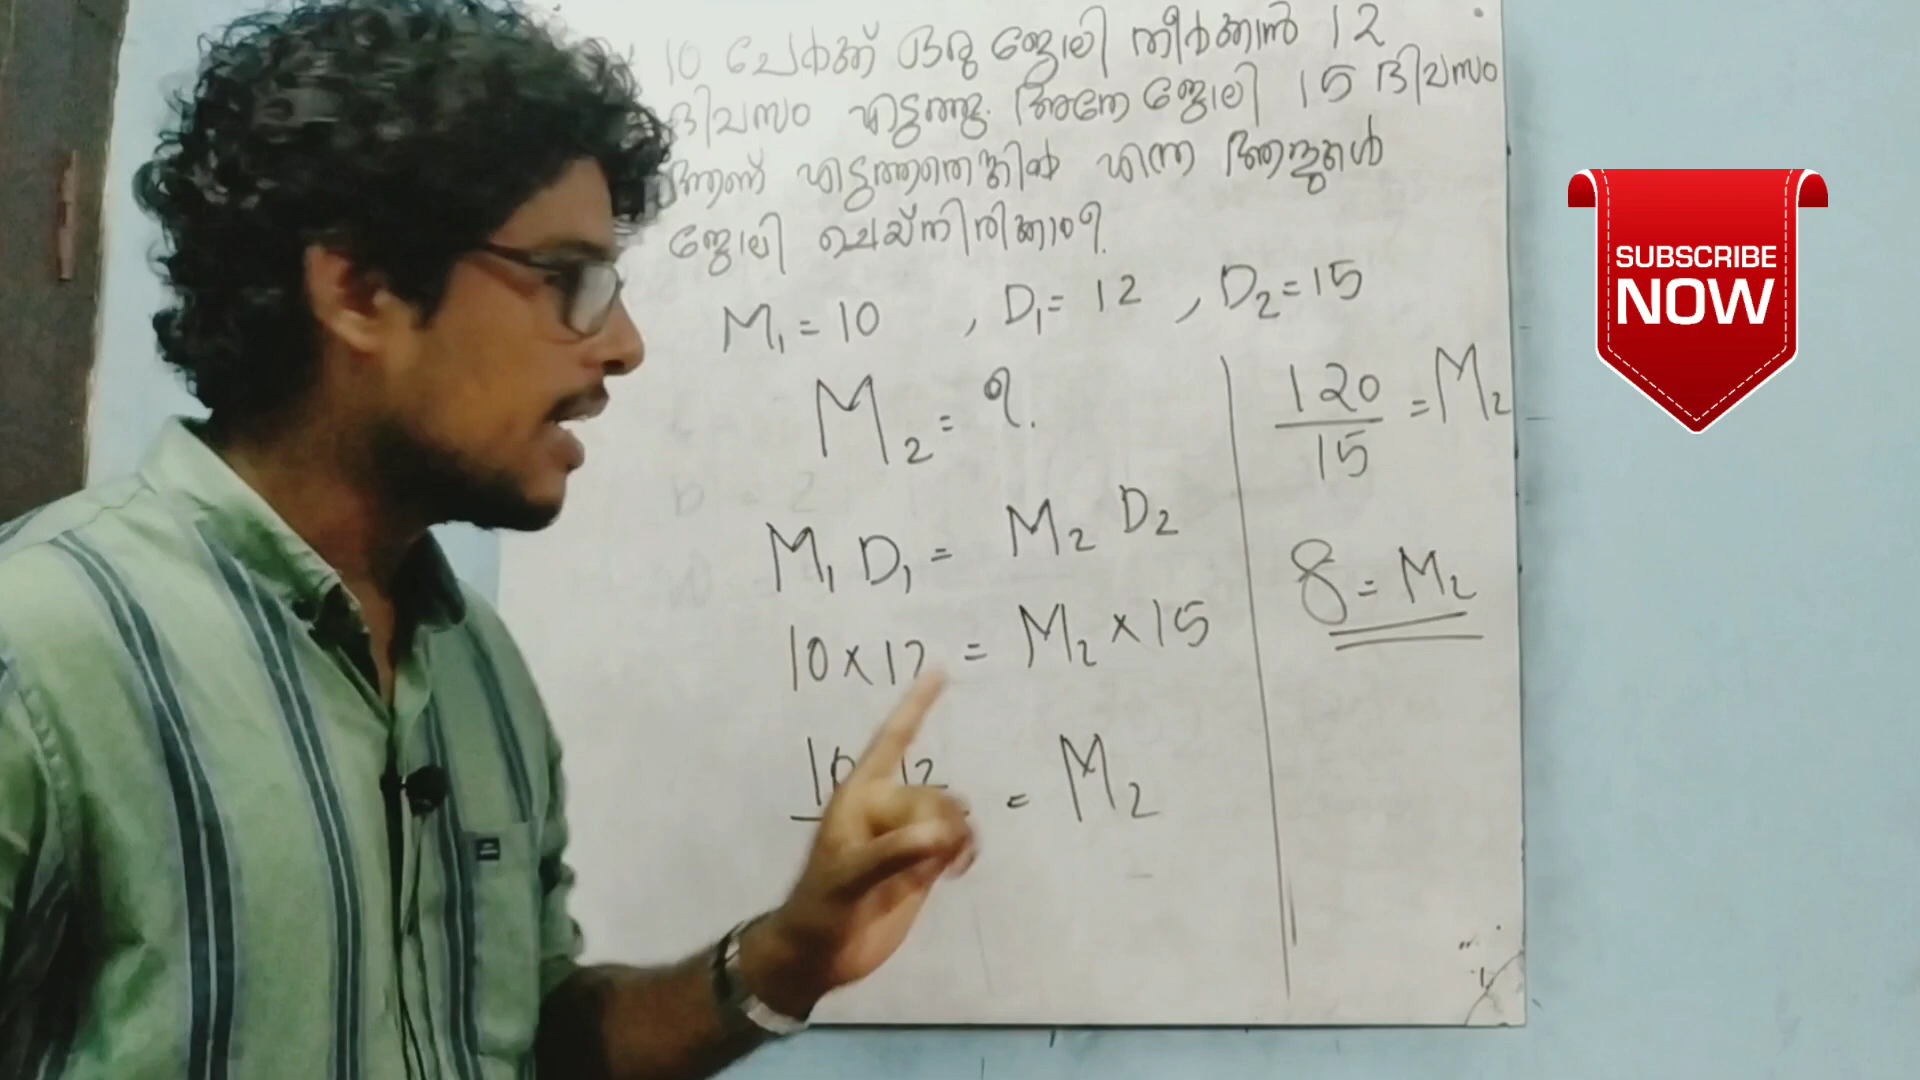 10 പേർക്ക് ഒരു ജോലി തീർക്കാൻ 12
ദിവസം എടുത്തു. അതേ ജോലി 15 ദിവസം
എടുത്തതെങ്കിൽ എത്ര ആളുകൾ
ജോലി ചെയ്തിരിക്കാം?
M₁ = 10 , D₁ = 12 , D₂ = 15
M₂ = ?
M₁ D₁ = M₂ D₂
10 × 12 = M₂ × 15
= M₂
120
15
= M₂
8 = M₂
SUBSCRIBE
NOW